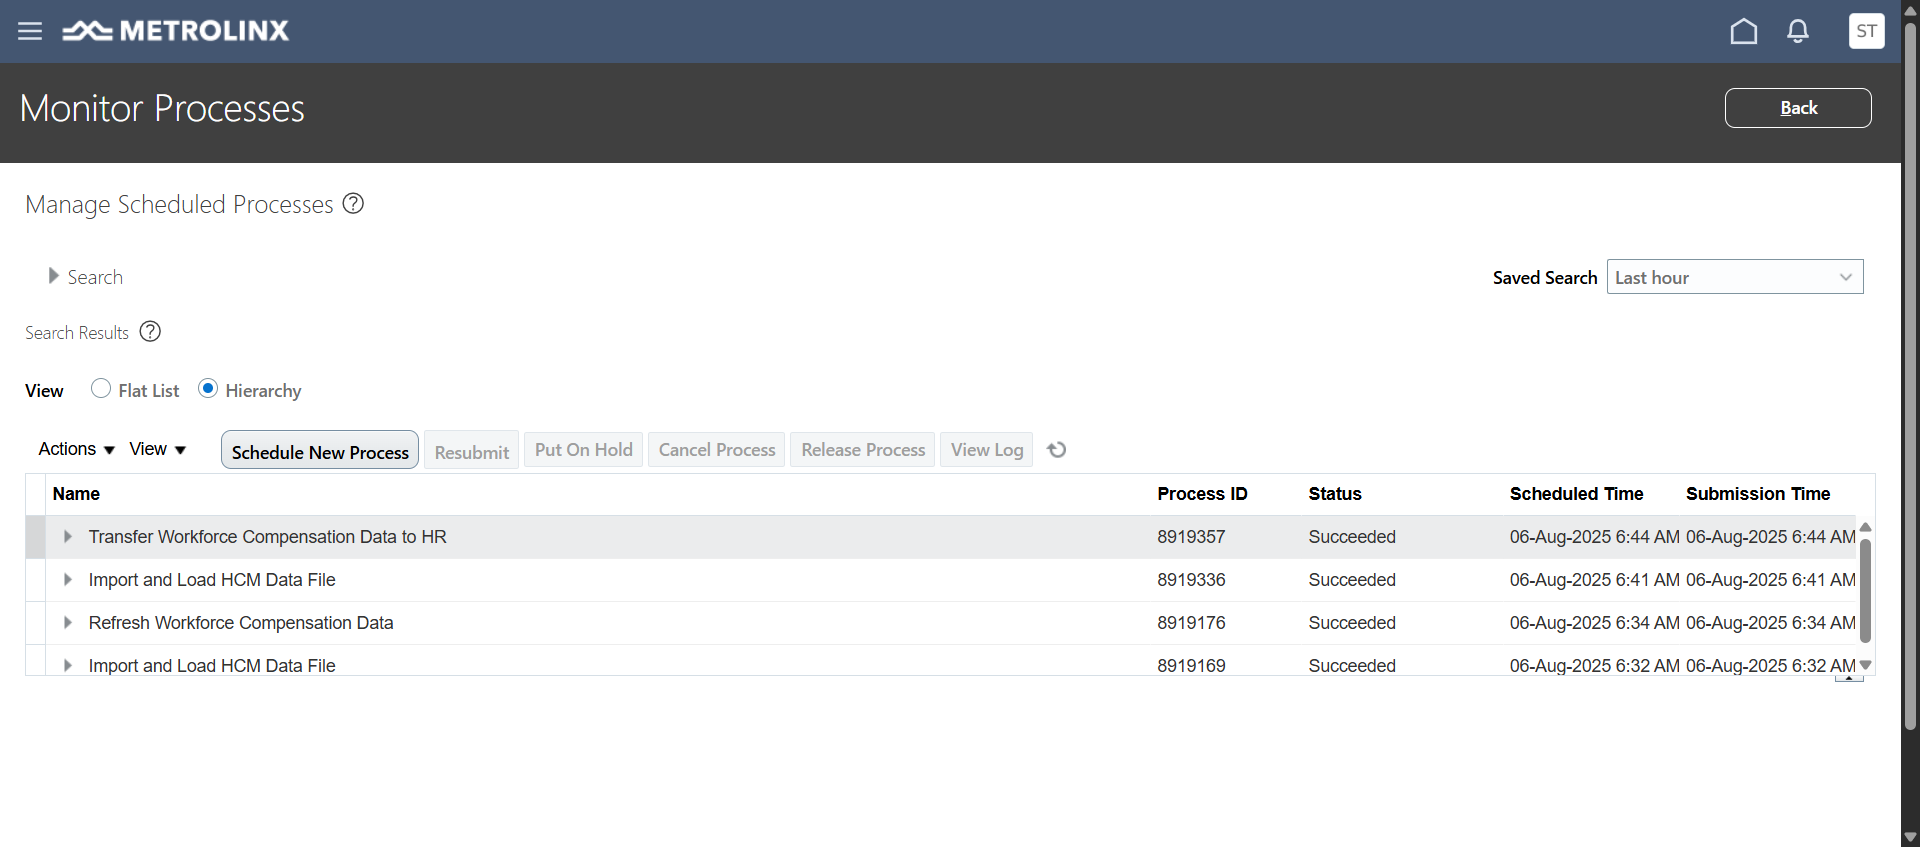 METROLINX
ST
Monitor Processes
Back
Manage Scheduled Processes ?
Search
Saved Search Last hour
Search Results ?
View Flat List Hierarchy
Actions View Schedule New Process Resubmit Put On Hold Cancel Process Release Process View Log
Name Process ID Status Scheduled Time Submission Time
Transfer Workforce Compensation Data to HR 8919357 Succeeded 06-Aug-2025 6:44 AM 06-Aug-2025 6:44 AM
Import and Load HCM Data File 8919336 Succeeded 06-Aug-2025 6:41 AM 06-Aug-2025 6:41 AM
Refresh Workforce Compensation Data 8919176 Succeeded 06-Aug-2025 6:34 AM 06-Aug-2025 6:34 AM
Import and Load HCM Data File 8919169 Succeeded 06-Aug-2025 6:32 AM 06-Aug-2025 6:32 AM